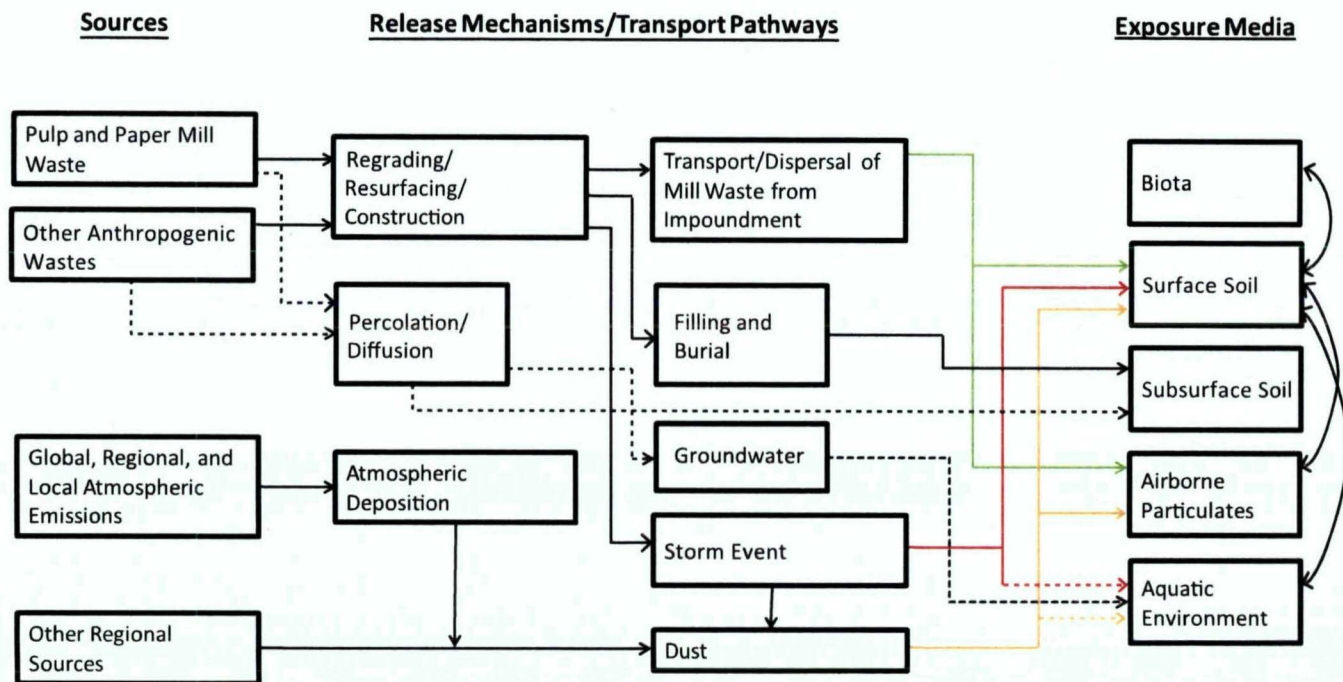 Sources
Release Mechanisms/Transport Pathways
Exposure Media
Pulp and Paper Mill
Waste
Other Anthropogenic
Wastes
Global, Regional, and
Local Atmospheric
Emissions
Other Regional
Sources
Regrading/
Resurfacing/
Construction
Percolation/
Diffusion
Atmospheric
Deposition
Transport/Dispersal of
Mill Waste from
Impoundment
Filling and
Burial
Groundwater
Storm Event
Dust
Biota
Surface Soil
Subsurface Soil
Airborne
Particulates
Aquatic
Environment